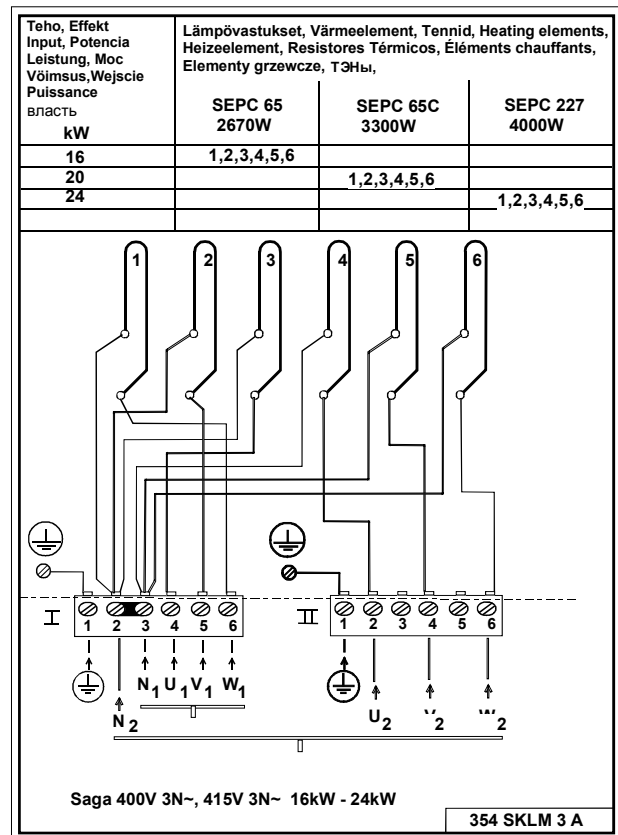 Teho, Effekt
Input, Potencia
Leistung, Moc
Vöimsus,Wejscie
Puissance
власть
kW
Lämpövastukset, Värmeelement, Tennid, Heating elements,
Heizeelement, Resistores Térmicos, Éléments chauffants,
Elementy grzewcze, ТЭНы,
SEPC 65
2670W
SEPC 65C
3300W
SEPC 227
4000W
16 1,2,3,4,5,6
20 1,2,3,4,5,6
24 1,2,3,4,5,6
1 2 3 4 5 6
I
1 2 3 4 5 6
II
1 2 3 4 5 6
N1 U1 V1 W1
N2
U2 2 2
Saga 400V 3N~, 415V 3N~ 16kW - 24kW
354 SKLM 3 A